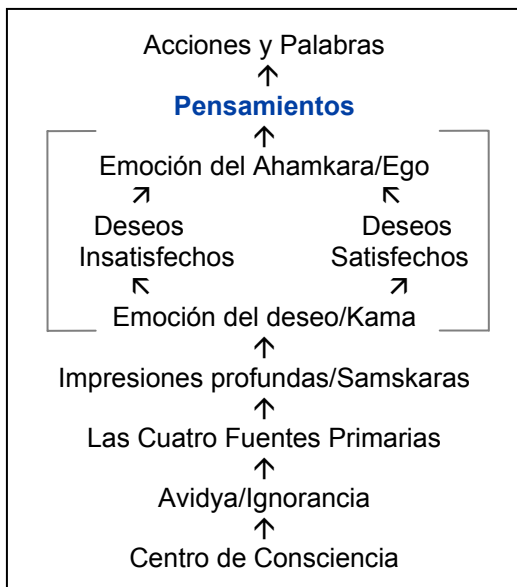 Acciones y Palabras
↑
Pensamientos
↑
Emoción del Ahamkara/Ego
↗ ↖
Deseos Deseos
Insatisfechos Satisfechos
↖ ↗
Emoción del deseo/Kama
↑
Impresiones profundas/Samskaras
↑
Las Cuatro Fuentes Primarias
↑
Avidya/Ignorancia
↑
Centro de Consciencia